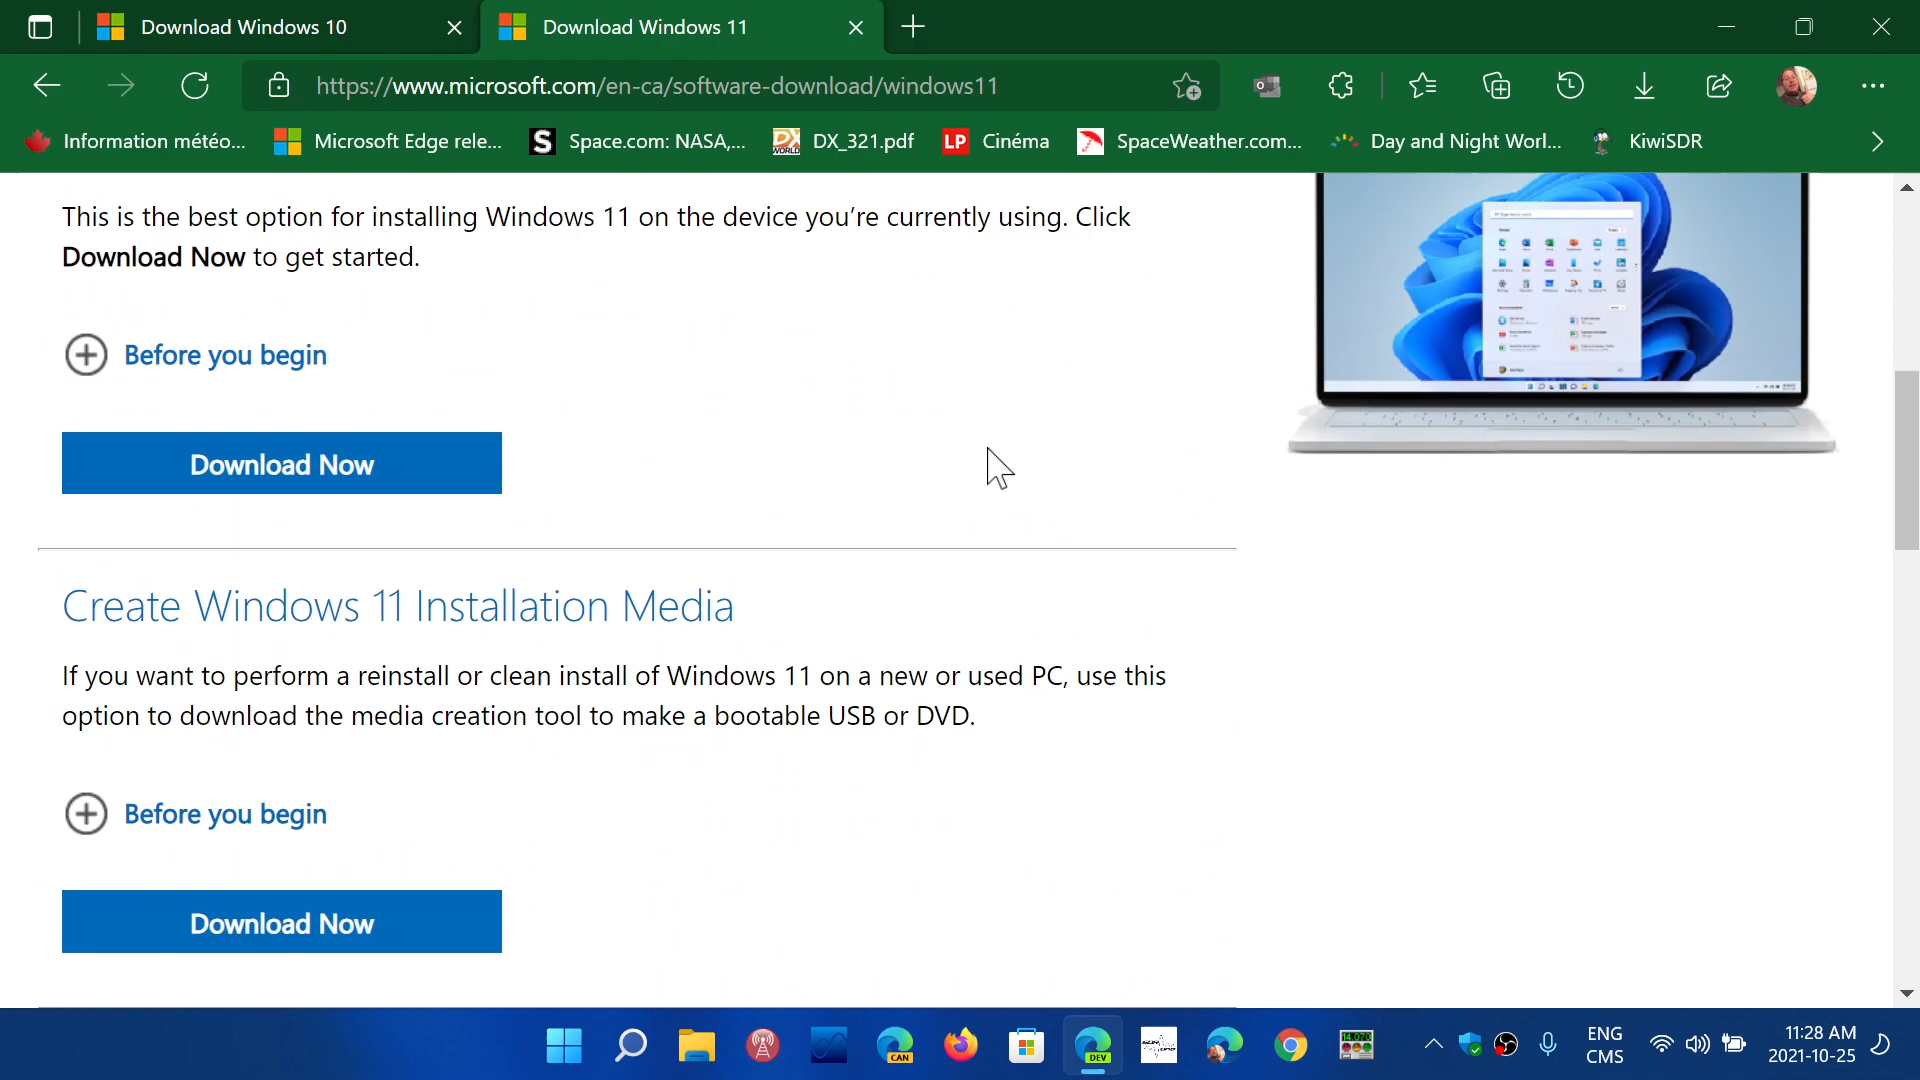 Download Windows 10
Download Windows 11
https://www.microsoft.com/en-ca/software-download/windows11
Information météo...
Microsoft Edge rele...
S
Space.com: NASA,...
DX WORLD
DX_321.pdf
LP
Cinéma
SpaceWeather.com...
Day and Night Worl...
KiwiSDR
This is the best option for installing Windows 11 on the device you're currently using. Click
Download Now to get started.
Before you begin
Download Now
Create Windows 11 Installation Media
If you want to perform a reinstall or clean install of Windows 11 on a new or used PC, use this
option to download the media creation tool to make a bootable USB or DVD.
Before you begin
Download Now
CAN
DEV
ENG
CMS
11:28 AM
2021-10-25